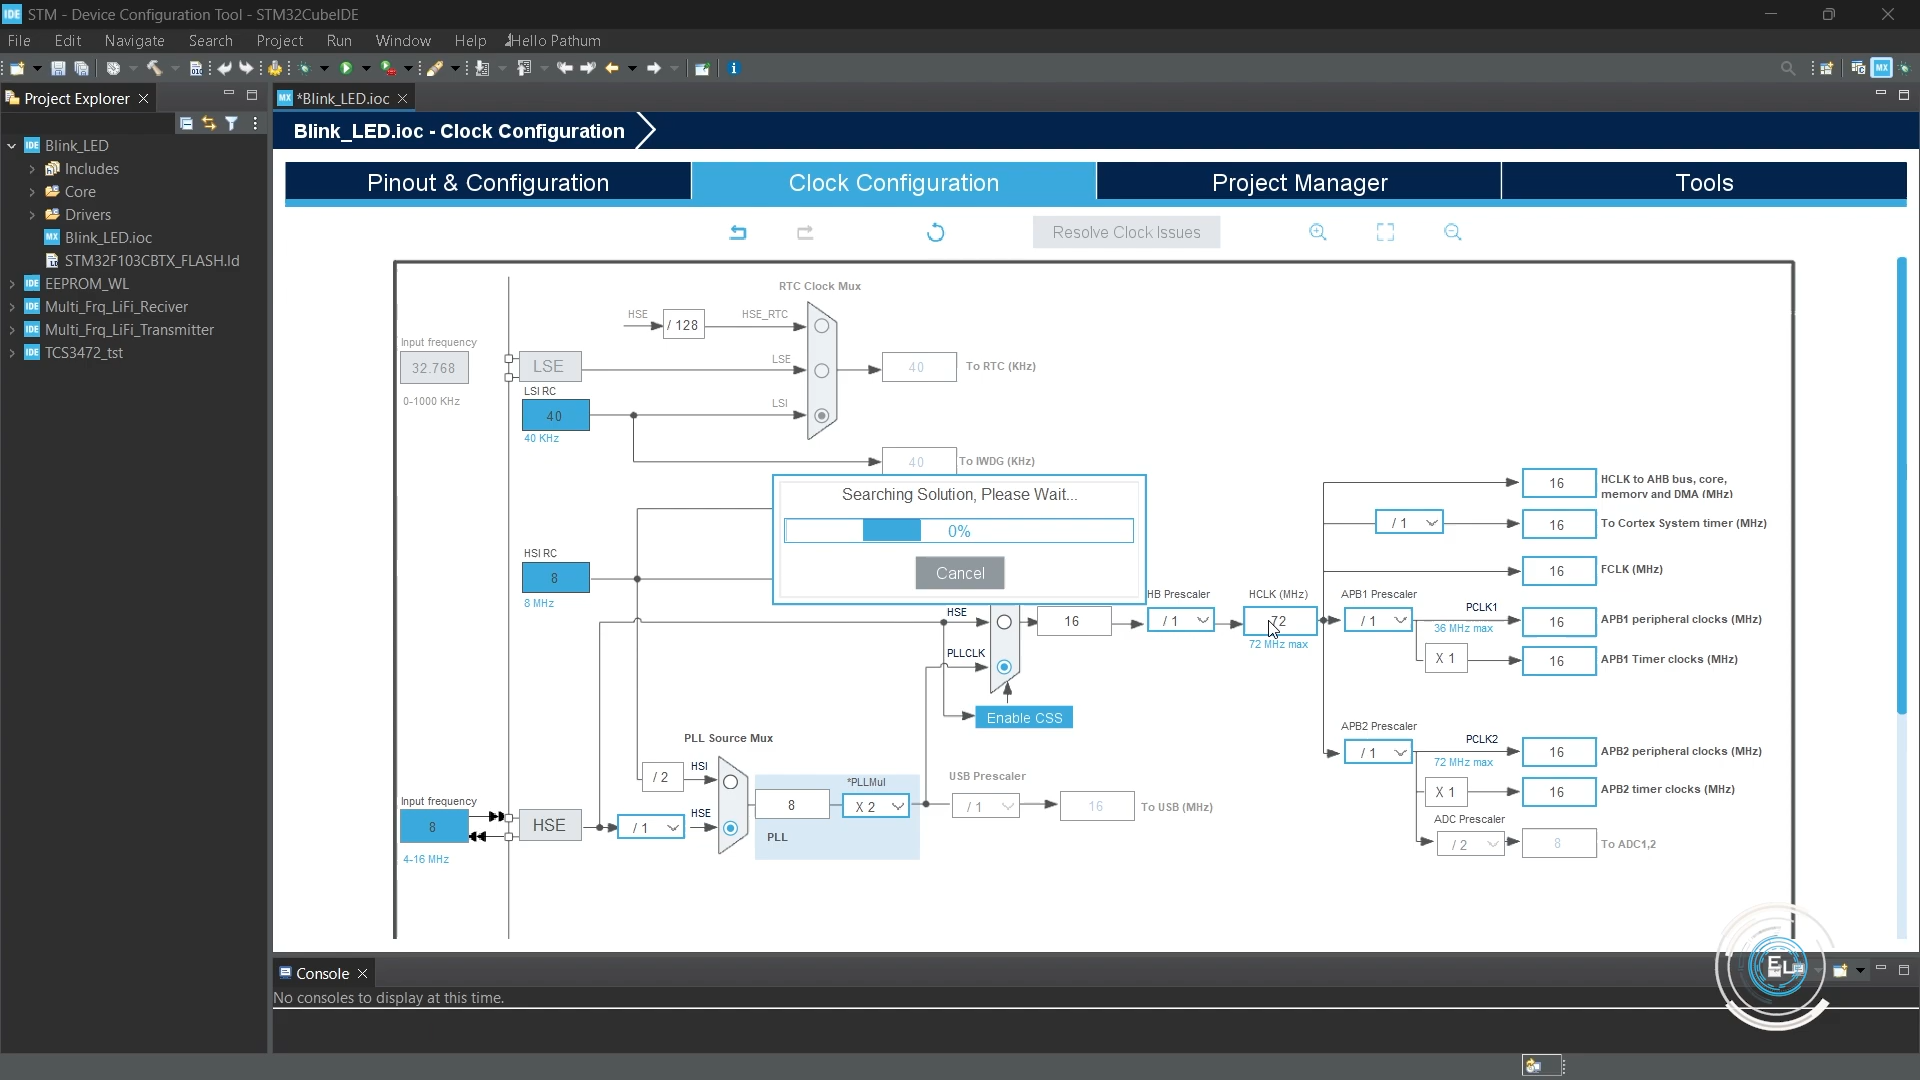 IDE STM - Device Configuration Tool - STM32CubeIDE
File Edit Navigate Search Project Run Window Help Hello Pathum
Project Explorer
MX *Blink_LED.ioc
Blink_LED.ioc - Clock Configuration
IDE Blink_LED
Includes
Core
Drivers
MX Blink_LED.ioc
STM32F103CBTX_FLASH.ld
IDE EEPROM_WL
IDE Multi_Frq_LiFi_Reciver
IDE Multi_Frq_LiFi_Transmitter
IDE TCS3472_tst
Pinout & Configuration
Clock Configuration
Project Manager
Tools
Resolve Clock Issues
RTC Clock Mux
HSE
/ 128
HSE_RTC
Input frequency
32.768
0-1000 KHz
LSE
LSE
40
To RTC (KHz)
LSI RC
40
40 KHz
LSI
40
To IWDG (KHz)
Searching Solution, Please Wait...
0%
Cancel
HSI RC
8
8 MHz
16
HCLK to AHB bus, core,
memory and DMA (MHz)
/ 1
16
To Cortex System timer (MHz)
16
FCLK (MHz)
HSE
16
HB Prescaler
/ 1
HCLK (MHz)
72
72 MHz max
APB1 Prescaler
/ 1
PCLK1
36 MHz max
16
APB1 peripheral clocks (MHz)
X 1
16
APB1 Timer clocks (MHz)
PLLCLK
Enable CSS
PLL Source Mux
HSI
/ 2
APB2 Prescaler
/ 1
PCLK2
72 MHz max
16
APB2 peripheral clocks (MHz)
X 1
16
APB2 timer clocks (MHz)
ADC Prescaler
/ 2
8
To ADC1,2
Input frequency
8
4-16 MHz
HSE
/ 1
HSE
8
*PLLMul
X 2
PLL
USB Prescaler
/ 1
16
To USB (MHz)
Console
No consoles to display at this time.
EL